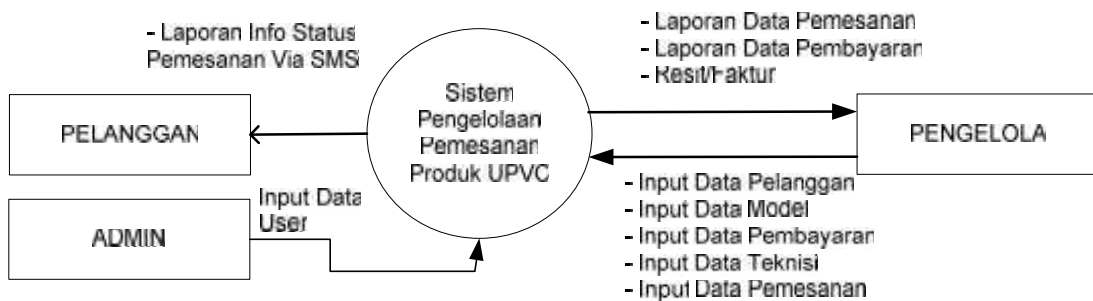 - Laporan Info Status
Pemesanan Via SMS
- Laporan Data Pemesanan
- Laporan Data Pembayaran
- Resit/Faktur
PELANGGAN
Sistem
Pengelolaan
Pemesanan
Produk UPVC
PENGELOLA
Input Data
User
ADMIN
- Input Data Pelanggan
- Input Data Model
- Input Data Pembayaran
- Input Data Teknisi
- Input Data Pemesanan